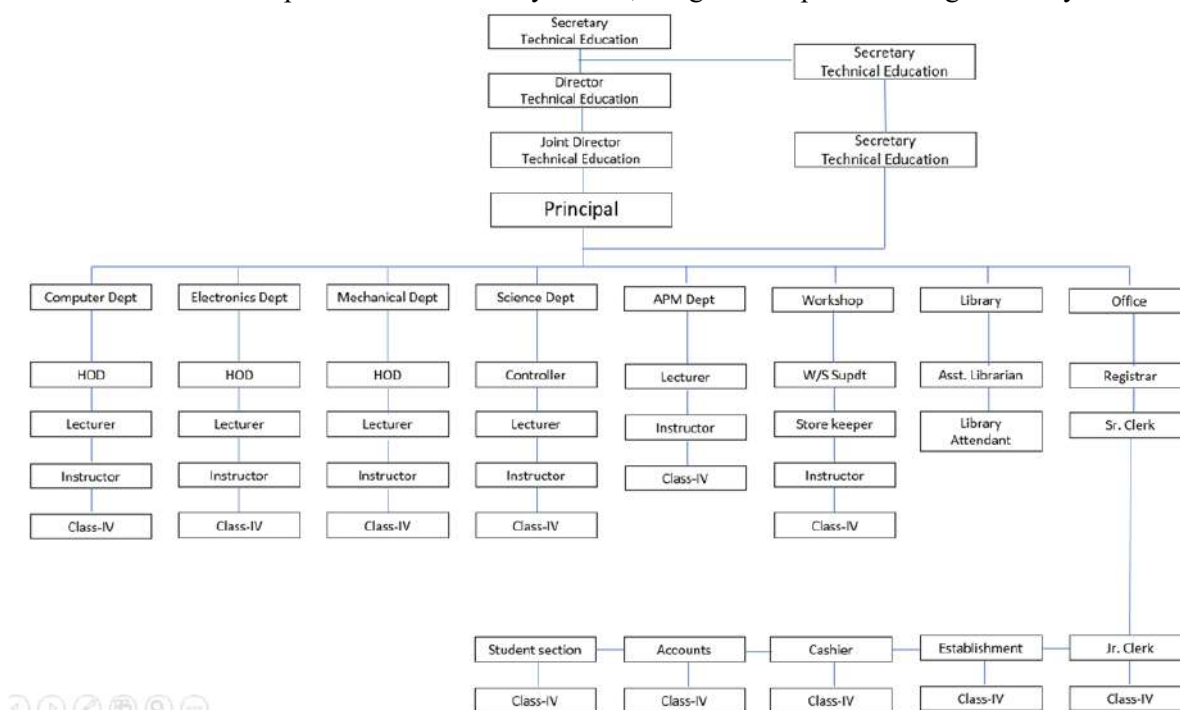 Secretary
Technical Education
Secretary
Technical Education
Director
Technical Education
Joint Director
Technical Education
Secretary
Technical Education
Principal
Computer Dept
Electronics Dept
Mechanical Dept
Science Dept
APM Dept
Workshop
Library
Office
HOD
HOD
HOD
Controller
Lecturer
W/S Supdt
Asst. Librarian
Registrar
Lecturer
Lecturer
Lecturer
Lecturer
Instructor
Store keeper
Library
Attendant
Sr. Clerk
Instructor
Instructor
Instructor
Instructor
Class-IV
Instructor
Class-IV
Class-IV
Class-IV
Class-IV
Class-IV
Student section
Accounts
Cashier
Establishment
Jr. Clerk
Class-IV
Class-IV
Class-IV
Class-IV
Class-IV